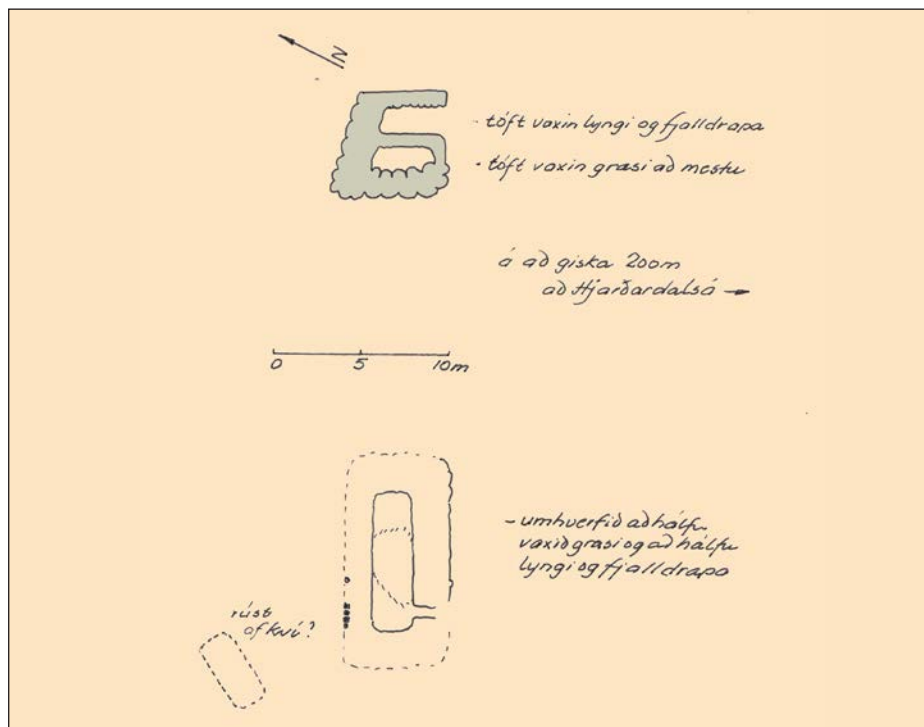 N
- tóft vaxin lyngi og fjalldrapa
- tóft vaxin grasi að mestu
á að giska 200m
að Hjarðardalsá
0 5 10m
- umhverfið að hálfu
vaxið grasi og að hálfu
lyngi og fjalldrapa
rúst
af kví?